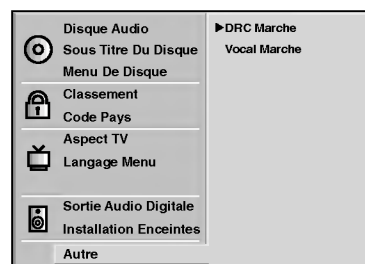 Disque Audio
Sous Titre Du Disque
Menu De Disque
Classement
Code Pays
Aspect TV
Langage Menu
Sortie Audio Digitale
Installation Enceintes
Autre
▶DRC Marche
Vocal Marche